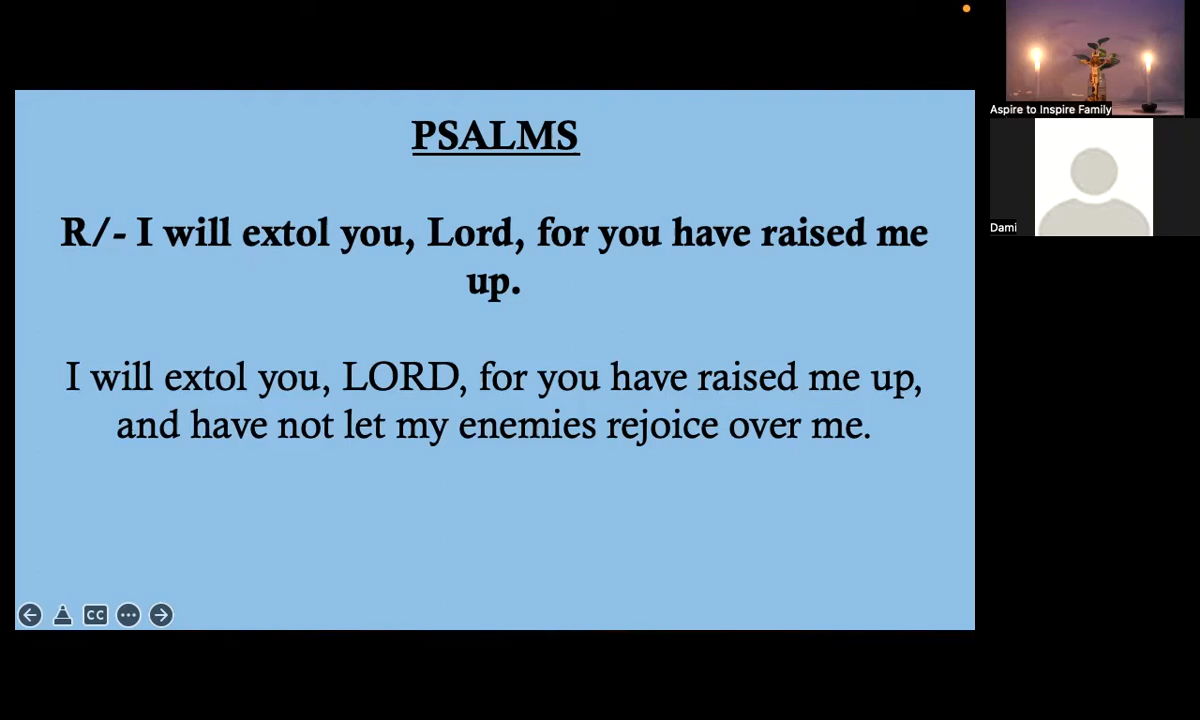 PSALMS
R/- I will extol you, Lord, for you have raised me
up.
I will extol you, LORD, for you have raised me up,
and have not let my enemies rejoice over me.
CC
Aspire to Inspire Family
Dami